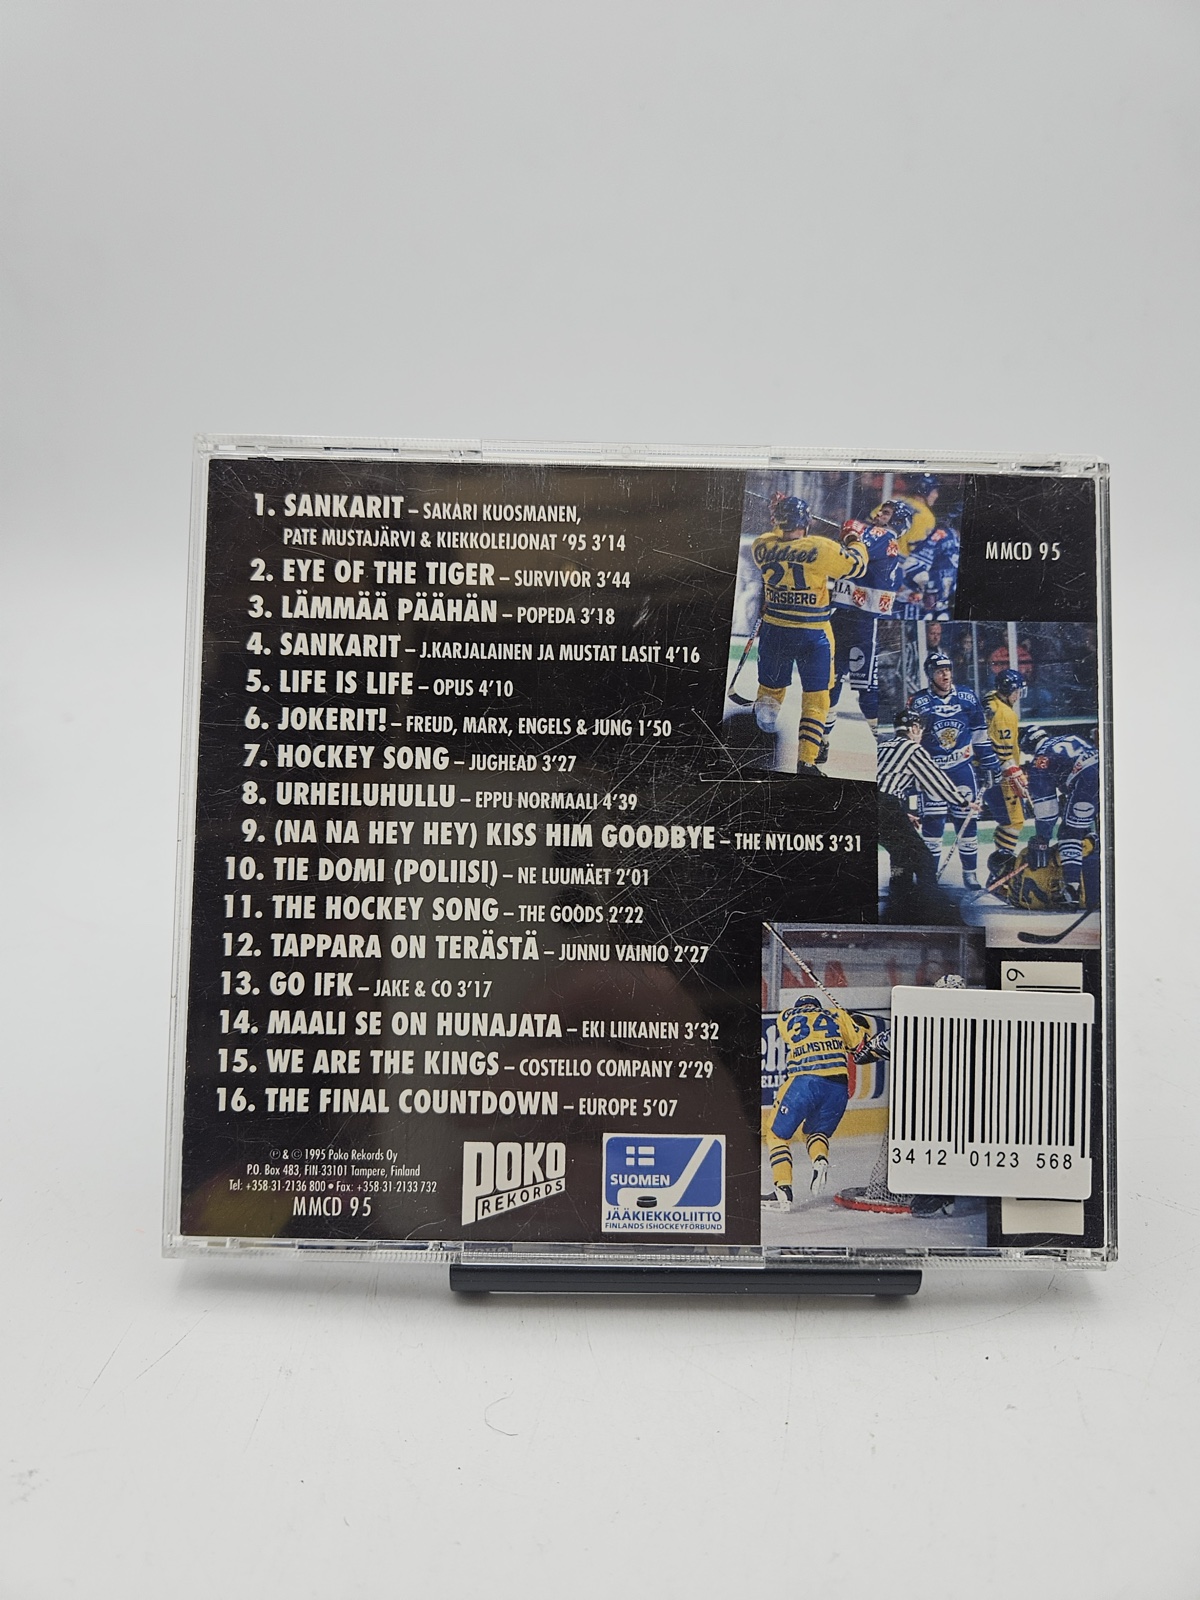 1. SANKARIT – SAKARI KUOSMANEN,
PATE MUSTAJÄRVI & KIEKKOLEIJONAT '95 3'14
2. EYE OF THE TIGER – SURVIVOR 3'44
3. LÄMMÄÄ PÄÄHÄN – POPEDA 3'18
4. SANKARIT – J.KARJALAINEN JA MUSTAT LASIT 4'16
5. LIFE IS LIFE – OPUS 4'10
6. JOKERIT! – FREUD, MARX, ENGELS & JUNG 1'50
7. HOCKEY SONG – JUGHEAD 3'27
8. URHEILUHULLU – EPPU NORMAALI 4'39
9. (NA NA HEY HEY) KISS HIM GOODBYE – THE NYLONS 3'31
10. TIE DOMI (POLIISI) – NE LUUMÄET 2'01
11. THE HOCKEY SONG – THE GOODS 2'22
12. TAPPARA ON TERÄSTÄ – JUNNU VAINIO 2'27
13. GO IFK – JAKE & CO 3'17
14. MAALI SE ON HUNAJATA – EKI LIIKANEN 3'32
15. WE ARE THE KINGS – COSTELLO COMPANY 2'29
16. THE FINAL COUNTDOWN – EUROPE 5'07
℗ & © 1995 Poko Rekords Oy
P.O. Box 483, FIN-33101 Tampere, Finland
Tel: +358-31-2136 800 • Fax: +358-31-2133 732
MMCD 95
POKO
REKORDS
SUOMEN
JÄÄKIEKKOLIITTO
FINLANDS ISHOCKEYFÖRBUND
MMCD 95
Oddset
21
FORSBERG
SUOMI
12
34
HOLMSTRÖM
6
3412 0123 568